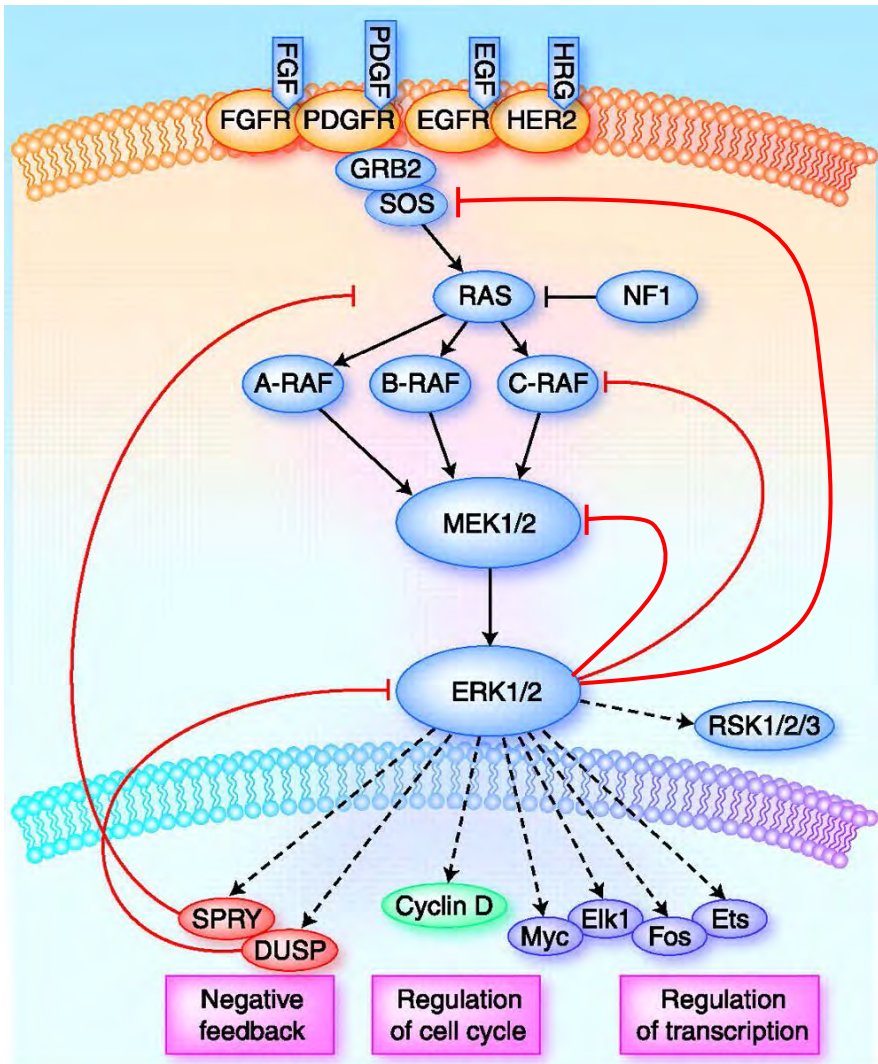 FGF
PDGF
EGF
HRG
FGFR
PDGFR
EGFR
HER2
GRB2
SOS
RAS
NF1
A-RAF
B-RAF
C-RAF
MEK1/2
ERK1/2
RSK1/2/3
SPRY
DUSP
Cyclin D
Myc
Elk1
Fos
Ets
Negative
feedback
Regulation
of cell cycle
Regulation
of transcription